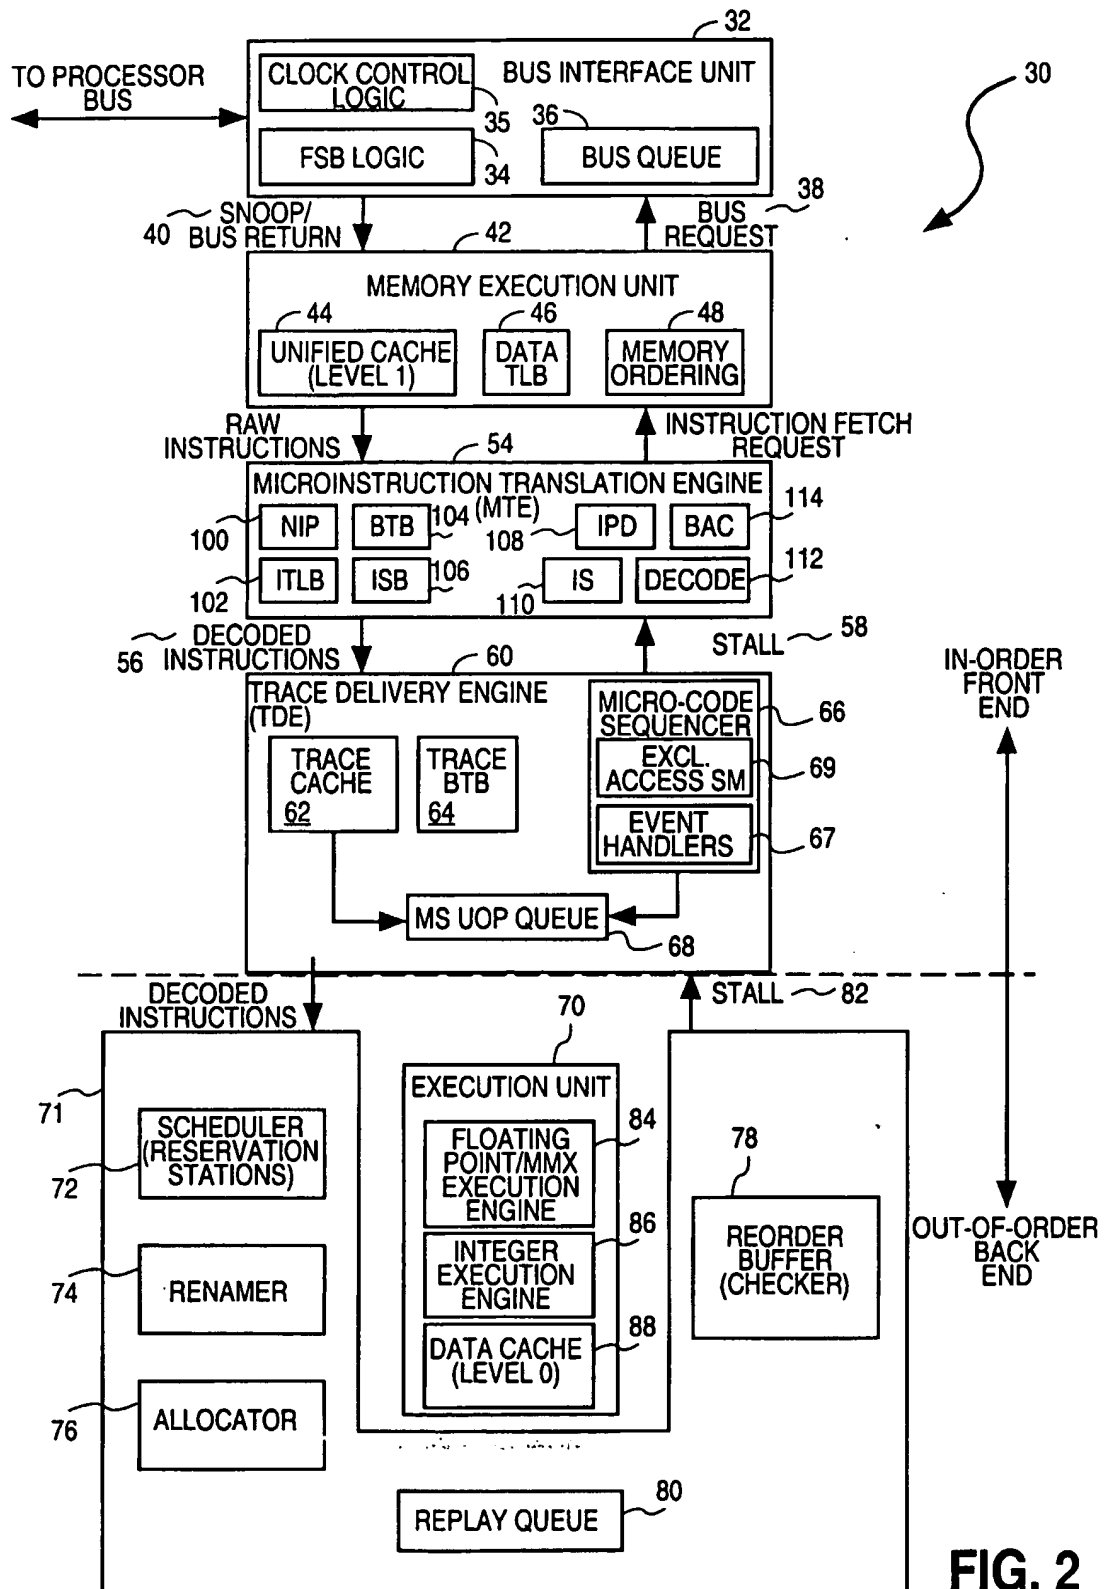 32
TO PROCESSOR
BUS
CLOCK CONTROL
LOGIC
35
BUS INTERFACE UNIT
30
FSB LOGIC
34
36
BUS QUEUE
40
SNOOP/
BUS RETURN
42
BUS
REQUEST
38
MEMORY EXECUTION UNIT
44
UNIFIED CACHE
(LEVEL 1)
46
DATA
TLB
48
MEMORY
ORDERING
RAW
INSTRUCTIONS
54
INSTRUCTION FETCH
REQUEST
MICROINSTRUCTION TRANSLATION ENGINE
(MTE)
100
NIP
BTB
104
108
IPD
BAC
114
102
ITLB
ISB
106
110
IS
DECODE
112
56
DECODED
INSTRUCTIONS
60
STALL
58
TRACE DELIVERY ENGINE
(TDE)
MICRO-CODE
SEQUENCER
66
TRACE
CACHE
62
TRACE
BTB
64
EXCL.
ACCESS SM
69
EVENT
HANDLERS
67
MS UOP QUEUE
68
IN-ORDER
FRONT
END
DECODED
INSTRUCTIONS
STALL
82
71
70
EXECUTION UNIT
SCHEDULER
(RESERVATION
STATIONS)
72
FLOATING
POINT/MMX
EXECUTION
ENGINE
84
78
REORDER
BUFFER
(CHECKER)
OUT-OF-ORDER
BACK
END
RENAMER
74
INTEGER
EXECUTION
ENGINE
86
DATA CACHE
(LEVEL 0)
88
ALLOCATOR
76
REPLAY QUEUE
80
FIG. 2